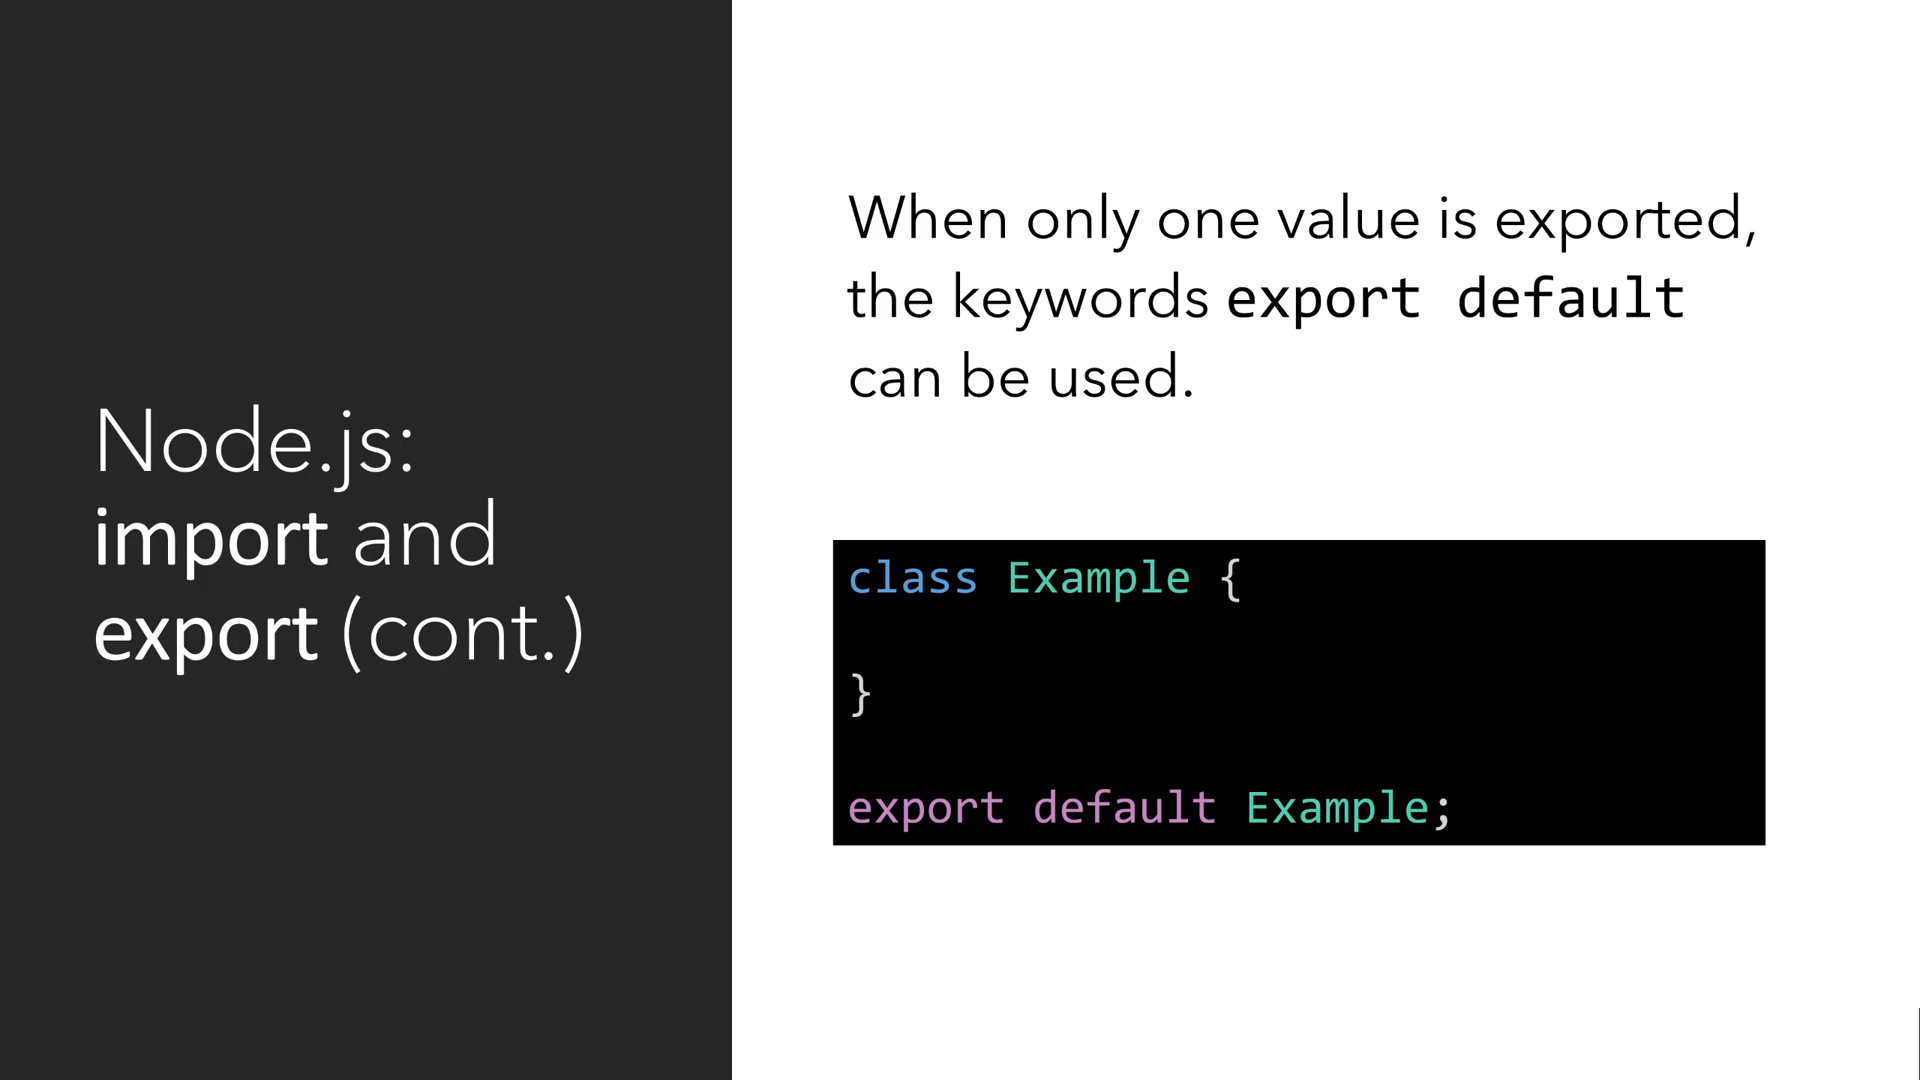 Node.js:
import and
export (cont.)
When only one value is exported,
the keywords export default
can be used.
class Example {
}
export default Example;